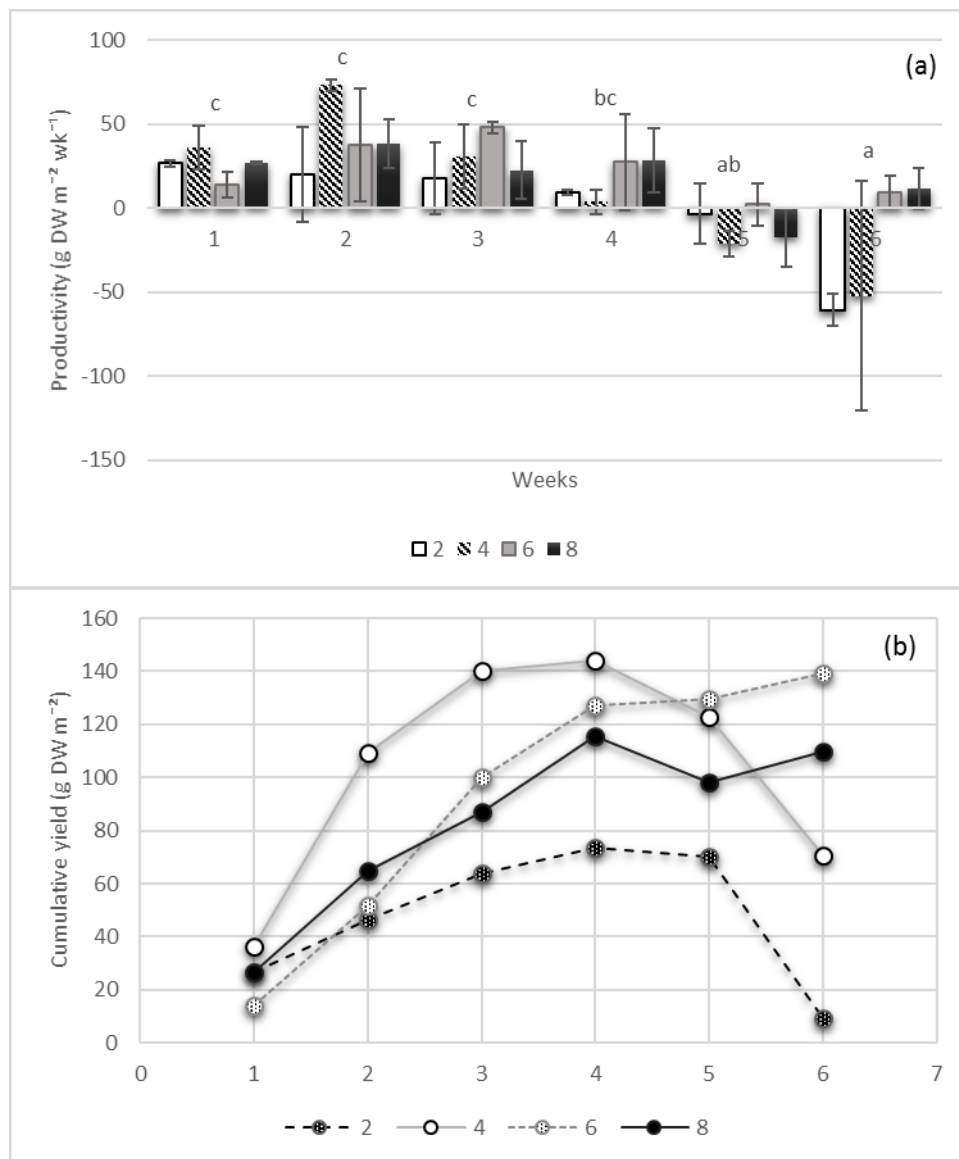 100
(a)
c
c
c
bc
50
ab
a
0
1
2
3
4
5
6
-50
-100
-150
Productivity (g DW m⁻² wk⁻¹)
Weeks
2 4 6 8
160
(b)
140
120
100
80
60
40
20
0
Cumulative yield (g DW m⁻²)
0 1 2 3 4 5 6 7
2 4 6 8